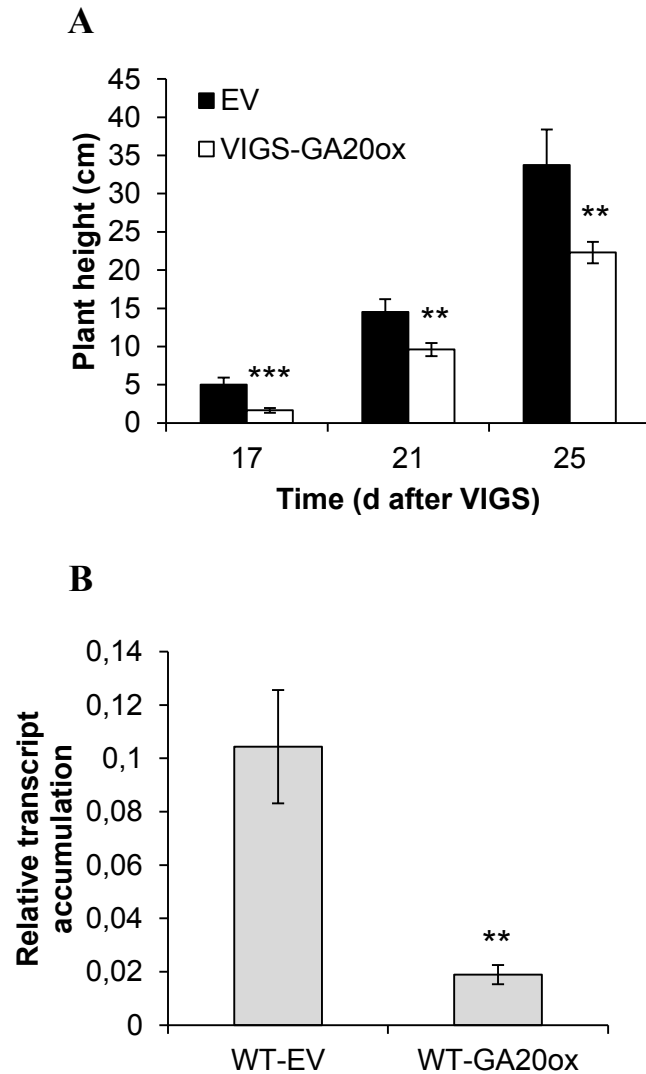 A
45
40
35
30
25
20
15
10
5
0
Plant height (cm)
EV
VIGS-GA20ox
***
**
**
17 21 25
Time (d after VIGS)
B
0,14
0,12
0,1
0,08
0,06
0,04
0,02
0
Relative transcript
accumulation
**
WT-EV WT-GA20ox